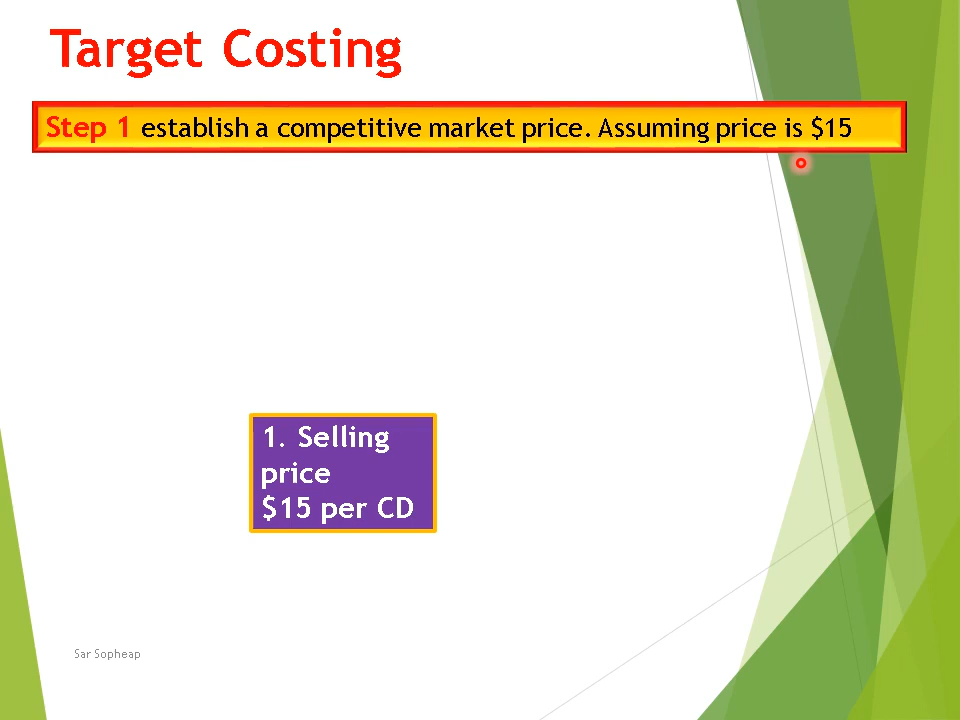 Target Costing
Step 1 establish a competitive market price. Assuming price is $15
1. Selling
price
$15 per CD
Sar Sopheap